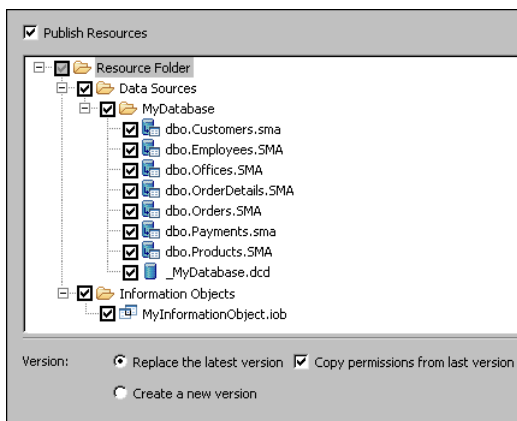 Publish Resources
Resource Folder
Data Sources
MyDatabase
dbo.Customers.sma
dbo.Employees.SMA
dbo.Offices.SMA
dbo.OrderDetails.SMA
dbo.Orders.SMA
dbo.Payments.sma
dbo.Products.SMA
_MyDatabase.dcd
Information Objects
MyInformationObject.iob
Version: Replace the latest version Copy permissions from last version
Create a new version